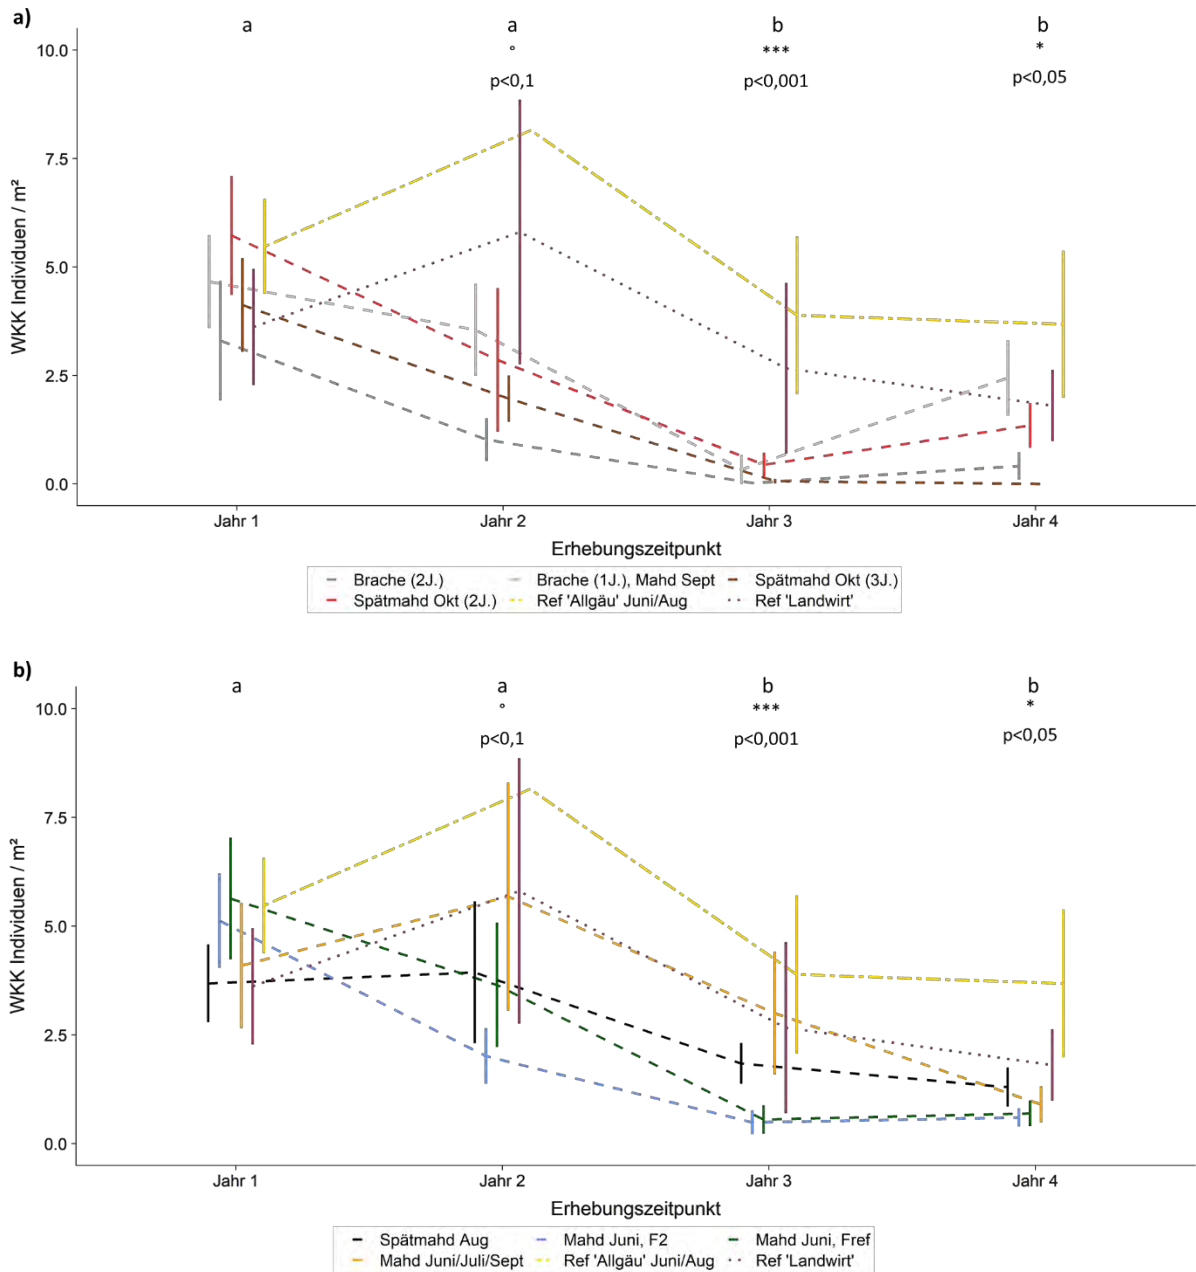 a)
a a b b
° *** *
p<0,1 p<0,001 p<0,05
10.0
7.5
5.0
2.5
0.0
WKK Individuen / m²
Jahr 1 Jahr 2 Jahr 3 Jahr 4
Erhebungszeitpunkt
Brache (2J.) Brache (1J.), Mahd Sept Spätmahd Okt (3J.)
Spätmahd Okt (2J.) Ref 'Allgäu' Juni/Aug Ref 'Landwirt'
b)
a a b b
° *** *
p<0,1 p<0,001 p<0,05
10.0
7.5
5.0
2.5
0.0
WKK Individuen / m²
Jahr 1 Jahr 2 Jahr 3 Jahr 4
Erhebungszeitpunkt
Spätmahd Aug Mahd Juni, F2 Mahd Juni, Fref
Mahd Juni/Juli/Sept Ref 'Allgäu' Juni/Aug Ref 'Landwirt'